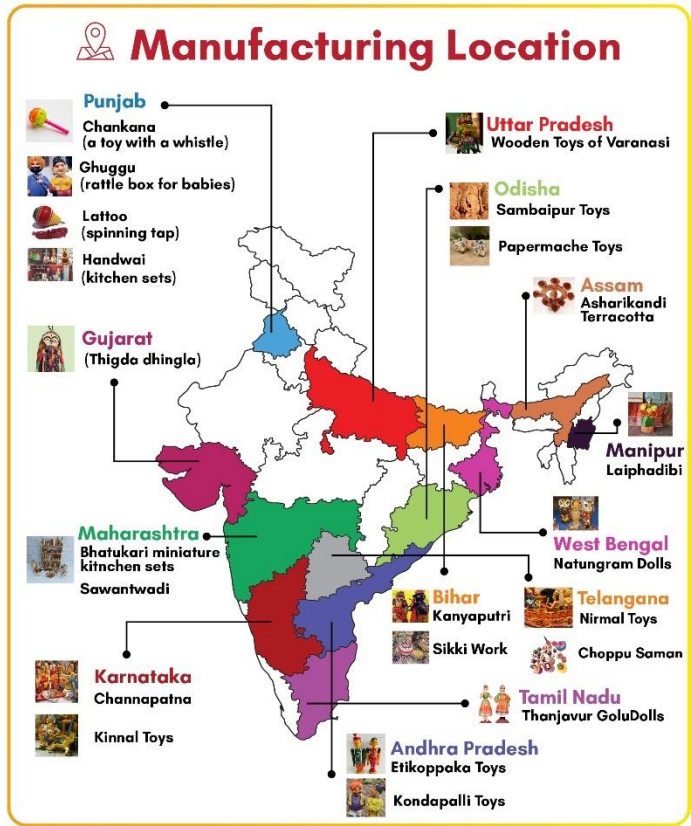 Manufacturing Location
Punjab
Chankana
(a toy with a whistle)
Ghuggu
(rattle box for babies)
Lattoo
(spinning tap)
Handwai
(kitchen sets)
Uttar Pradesh
Wooden Toys of Varanasi
Odisha
Sambaipur Toys
Papermache Toys
Assam
Asharikandi
Terracotta
Gujarat
(Thigda dhingla)
Manipur
Laiphadibi
Maharashtra
Bhatukari miniature
kitnchen sets
Sawantwadi
West Bengal
Natungram Dolls
Bihar
Kanyaputri
Sikki Work
Telangana
Nirmal Toys
Choppu Saman
Karnataka
Channapatna
Kinnal Toys
Tamil Nadu
Thanjavur GoluDolls
Andhra Pradesh
Etikoppaka Toys
Kondapalli Toys